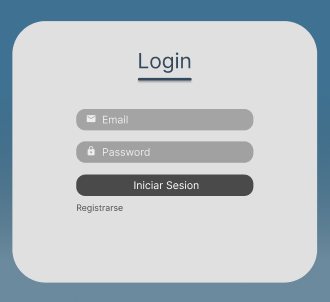 Login
Email
Password
Iniciar Sesion
Registrarse